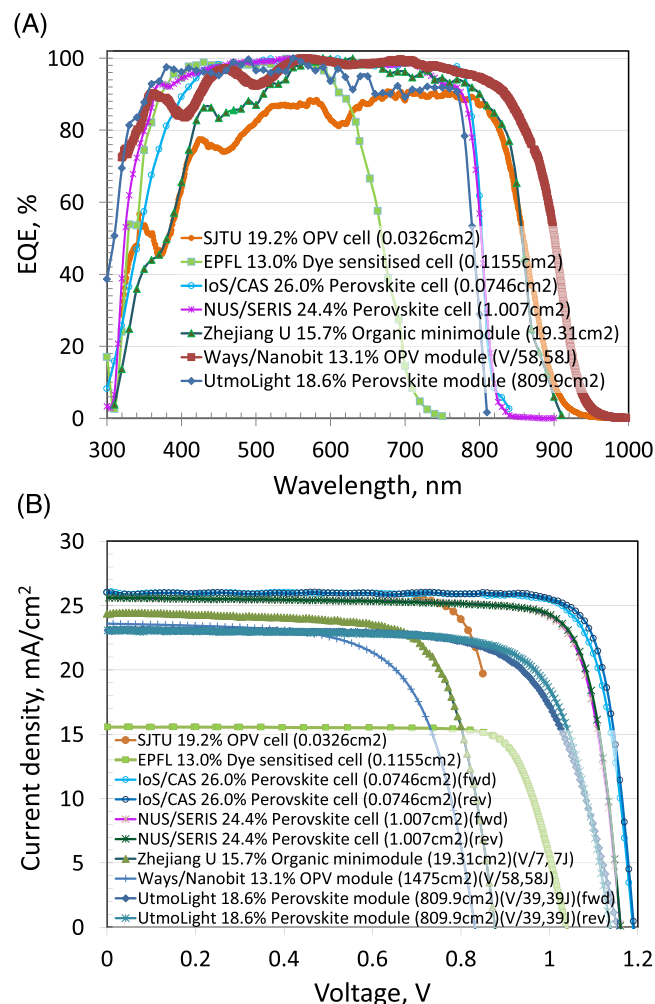 (A)
100
80
60
40
20
0
EQE, %
SJTU 19.2% OPV cell (0.0326cm2)
EPFL 13.0% Dye sensitised cell (0.1155cm2)
IoS/CAS 26.0% Perovskite cell (0.0746cm2)
NUS/SERIS 24.4% Perovskite cell (1.007cm2)
Zhejiang U 15.7% Organic minimodule (19.31cm2)
Ways/Nanobit 13.1% OPV module (V/58,58J)
UtmoLight 18.6% Perovskite module (809.9cm2)
300 400 500 600 700 800 900 1000
Wavelength, nm
(B)
30
25
20
15
10
5
0
Current density, mA/cm2
SJTU 19.2% OPV cell (0.0326cm2)
EPFL 13.0% Dye sensitised cell (0.1155cm2)
IoS/CAS 26.0% Perovskite cell (0.0746cm2)(fwd)
IoS/CAS 26.0% Perovskite cell (0.0746cm2)(rev)
NUS/SERIS 24.4% Perovskite cell (1.007cm2)(fwd)
NUS/SERIS 24.4% Perovskite cell (1.007cm2)(rev)
Zhejiang U 15.7% Organic minimodule (19.31cm2)(V/7,7J)
Ways/Nanobit 13.1% OPV module (1475cm2)(V/58,58J)
UtmoLight 18.6% Perovskite module (809.9cm2)(V/39,39J)(fwd)
UtmoLight 18.6% Perovskite module (809.9cm2)(V/39,39J)(rev)
0 0.2 0.4 0.6 0.8 1 1.2
Voltage, V